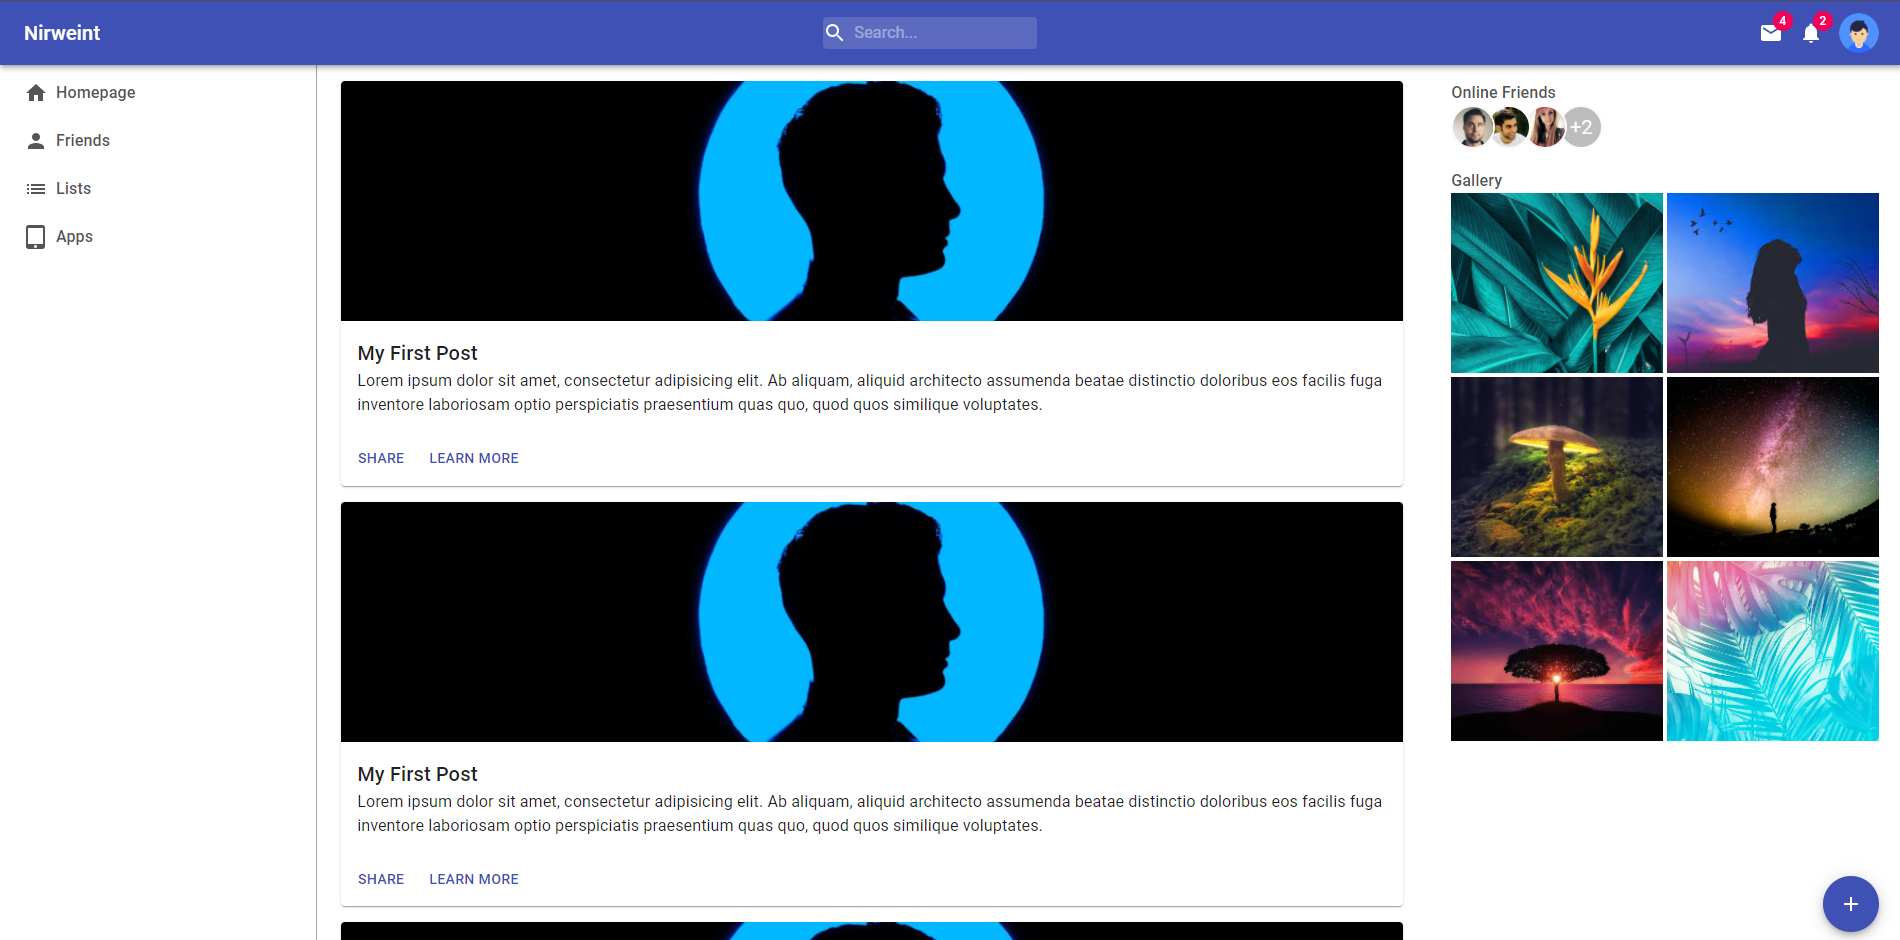 Nirweint
Search...
4
2
Homepage
Friends
Lists
Apps
My First Post
Lorem ipsum dolor sit amet, consectetur adipisicing elit. Ab aliquam, aliquid architecto assumenda beatae distinctio doloribus eos facilis fuga
inventore laboriosam optio perspiciatis praesentium quas quo, quod quos similique voluptates.
SHARE LEARN MORE
My First Post
Lorem ipsum dolor sit amet, consectetur adipisicing elit. Ab aliquam, aliquid architecto assumenda beatae distinctio doloribus eos facilis fuga
inventore laboriosam optio perspiciatis praesentium quas quo, quod quos similique voluptates.
SHARE LEARN MORE
Online Friends
+2
Gallery